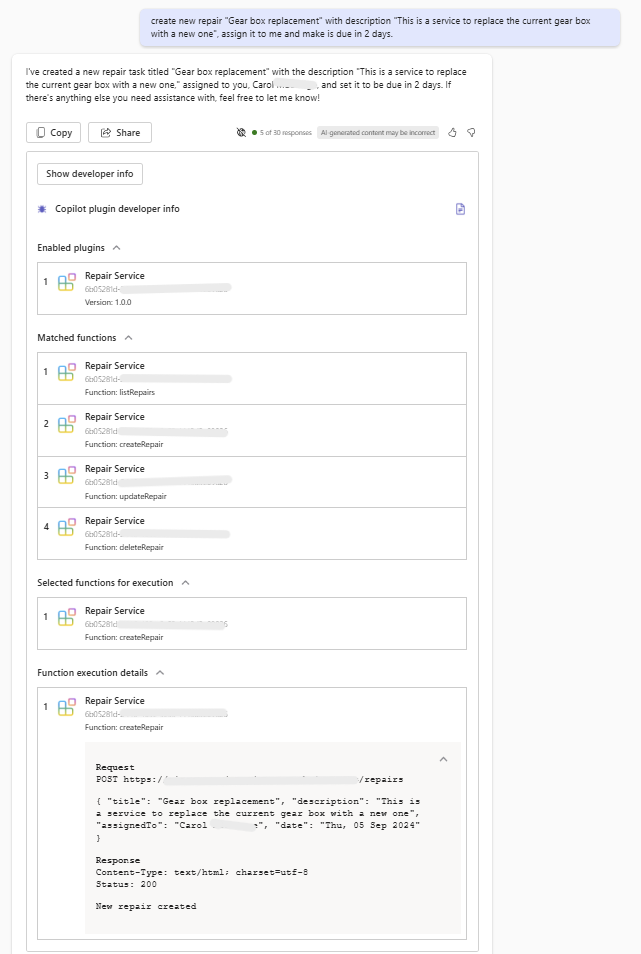 create new repair "Gear box replacement" with description "This is a service to replace the current gear box
with a new one", assign it to me and make is due in 2 days.
I've created a new repair task titled "Gear box replacement" with the description "This is a service to replace
the current gear box with a new one," assigned to you, Carol, and set it to be due in 2 days. If
there's anything else you need assistance with, feel free to let me know!
Copy Share 5 of 30 responses AI-generated content may be incorrect
Show developer info
Copilot plugin developer info
Enabled plugins
1 Repair Service
6b05281d-
Version: 1.0.0
Matched functions
1 Repair Service
6b05281d-
Function: listRepairs
2 Repair Service
6b05281d-
Function: createRepair
3 Repair Service
6b05281d-
Function: updateRepair
4 Repair Service
6b05281d-
Function: deleteRepair
Selected functions for execution
1 Repair Service
6b05281d-
Function: createRepair
Function execution details
1 Repair Service
6b05281d-
Function: createRepair
Request
POST https:/ /repairs
{ "title": "Gear box replacement", "description": "This is
a service to replace the current gear box with a new one",
"assignedTo": "Carol ", "date": "Thu, 05 Sep 2024"
}
Response
Content-Type: text/html; charset=utf-8
Status: 200
New repair created